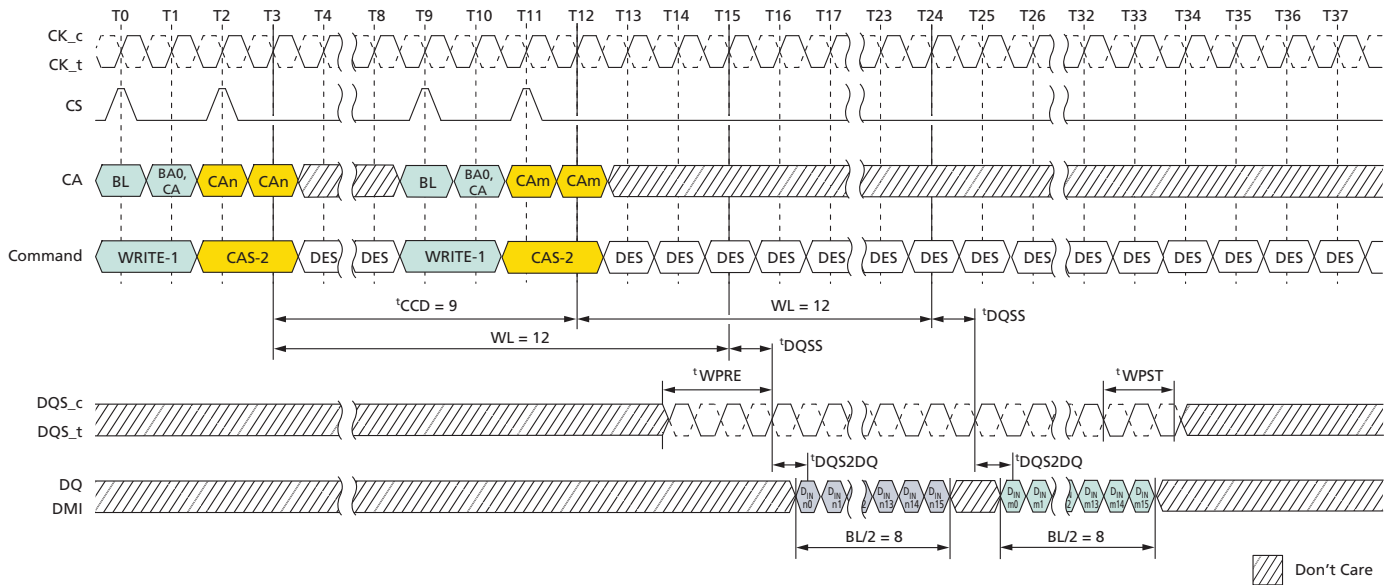 T0 T1 T2 T3 T4 T8 T9 T10 T11 T12 T13 T14 T15 T16 T17 T23 T24 T25 T26 T32 T33 T34 T35 T36 T37
CK_c
CK_t
CS
CA
BL BA0, CA CAn CAn BL BA0, CA CAm CAm
Command
WRITE-1 CAS-2 DES DES WRITE-1 CAS-2 DES DES DES DES DES DES DES DES DES DES DES DES DES DES DES
tCCD = 9 WL = 12 tDQSS
WL = 12 tDQSS
tWPRE tWPST
DQS_c
DQS_t
tDQS2DQ tDQS2DQ
DQ
DMI
DIN n0 DIN n1 DIN n13 DIN n14 DIN n15 DIN m0 DIN m1 DIN m13 DIN m14 DIN m15
BL/2 = 8 BL/2 = 8
Don't Care